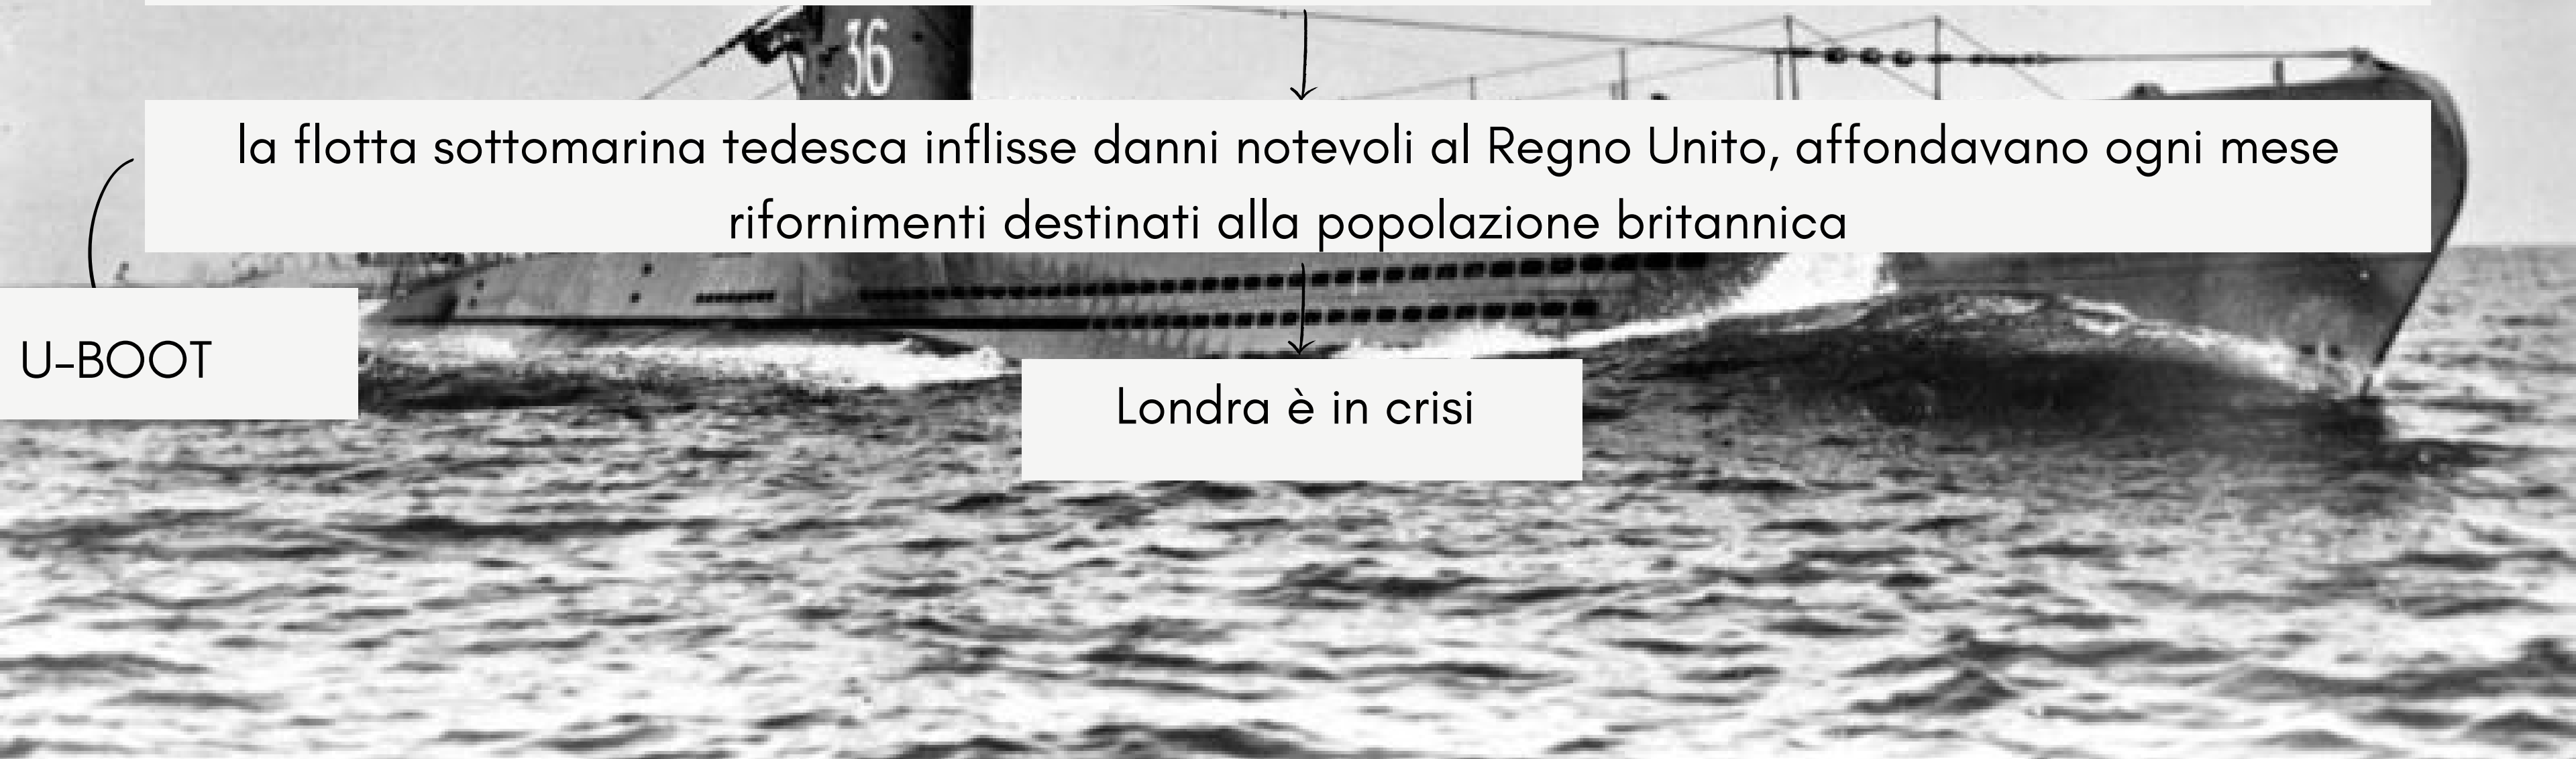 36
la flotta sottomarina tedesca inflisse danni notevoli al Regno Unito, affondavano ogni mese
rifornimenti destinati alla popolazione britannica
U-BOOT
Londra è in crisi